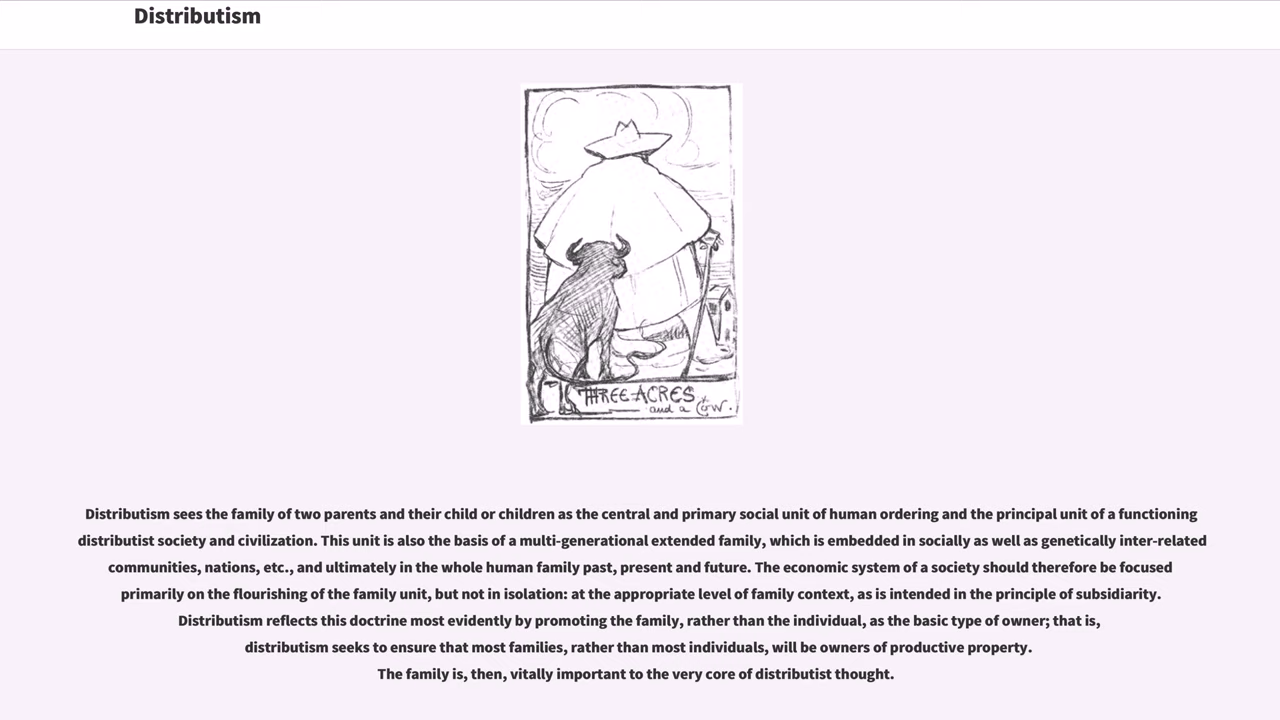 Distributism
THREE ACRES
and a Cow.
Distributism sees the family of two parents and their child or children as the central and primary social unit of human ordering and the principal unit of a functioning
distributist society and civilization. This unit is also the basis of a multi-generational extended family, which is embedded in socially as well as genetically inter-related
communities, nations, etc., and ultimately in the whole human family past, present and future. The economic system of a society should therefore be focused
primarily on the flourishing of the family unit, but not in isolation: at the appropriate level of family context, as is intended in the principle of subsidiarity.
Distributism reflects this doctrine most evidently by promoting the family, rather than the individual, as the basic type of owner; that is,
distributism seeks to ensure that most families, rather than most individuals, will be owners of productive property.
The family is, then, vitally important to the very core of distributist thought.